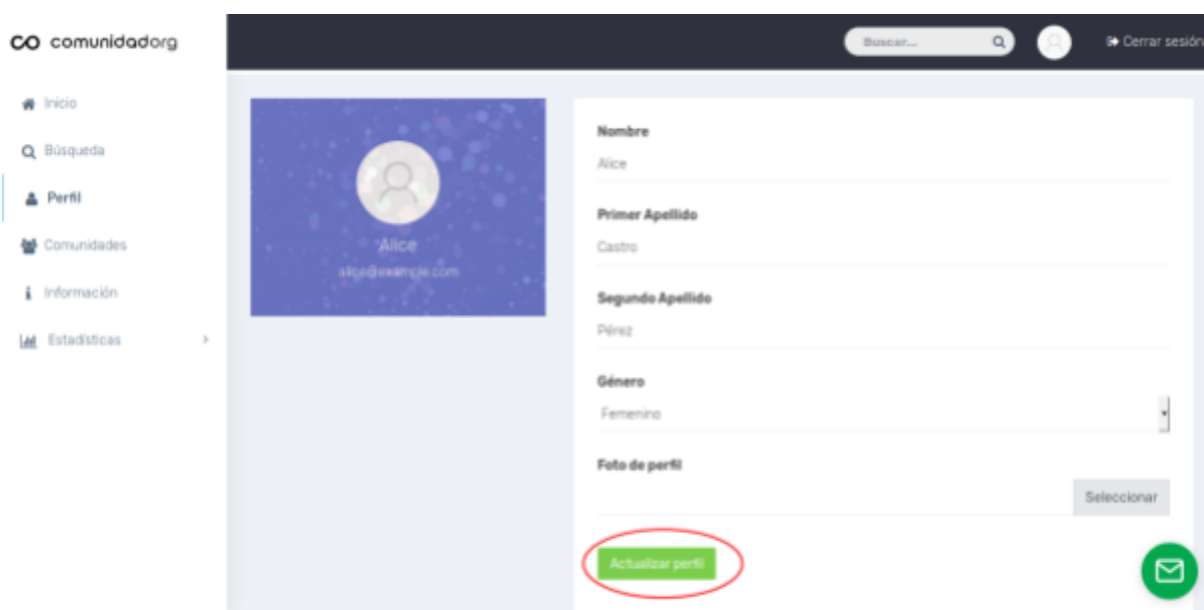 comunidadorg
Buscar...
Cerrar sesión
Inicio
Búsqueda
Perfil
Comunidades
Información
Estadísticas
Alice
alice@example.com
Nombre
Alice
Primer Apellido
Castro
Segundo Apellido
Pérez
Género
Femenino
Foto de perfil
Seleccionar
Actualizar perfil